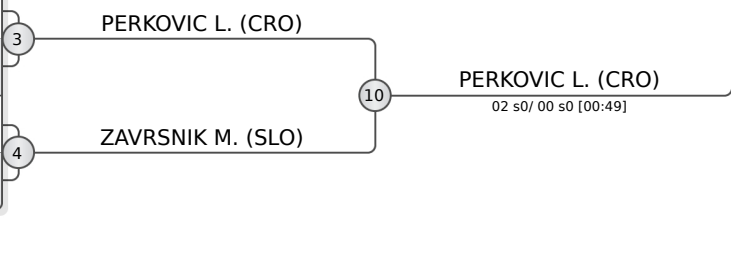 PERKOVIC L. (CRO)
3
PERKOVIC L. (CRO)
10
02 s0/ 00 s0 [00:49]
ZAVRSNIK M. (SLO)
4